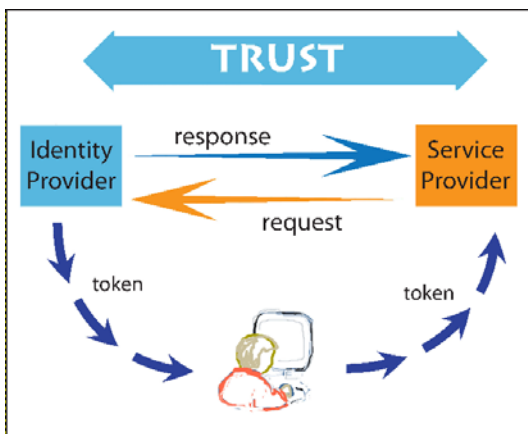 TRUST
Identity
Provider
response
Service
Provider
request
token
token